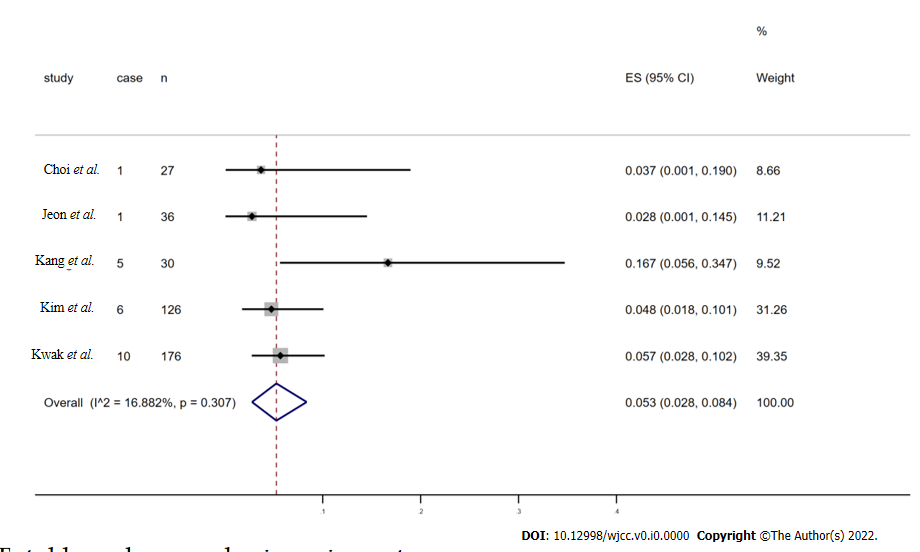 %
study case n ES (95% CI) Weight
Choi et al. 1 27 0.037 (0.001, 0.190) 8.66
Jeon et al. 1 36 0.028 (0.001, 0.145) 11.21
Kang et al. 5 30 0.167 (0.056, 0.347) 9.52
Kim et al. 6 126 0.048 (0.018, 0.101) 31.26
Kwak et al. 10 176 0.057 (0.028, 0.102) 39.35
Overall (I^2 = 16.882%, p = 0.307) 0.053 (0.028, 0.084) 100.00
.1 .2 .3 .4
DOI: 10.12998/wjcc.v0.i0.0000 Copyright ©The Author(s) 2022.